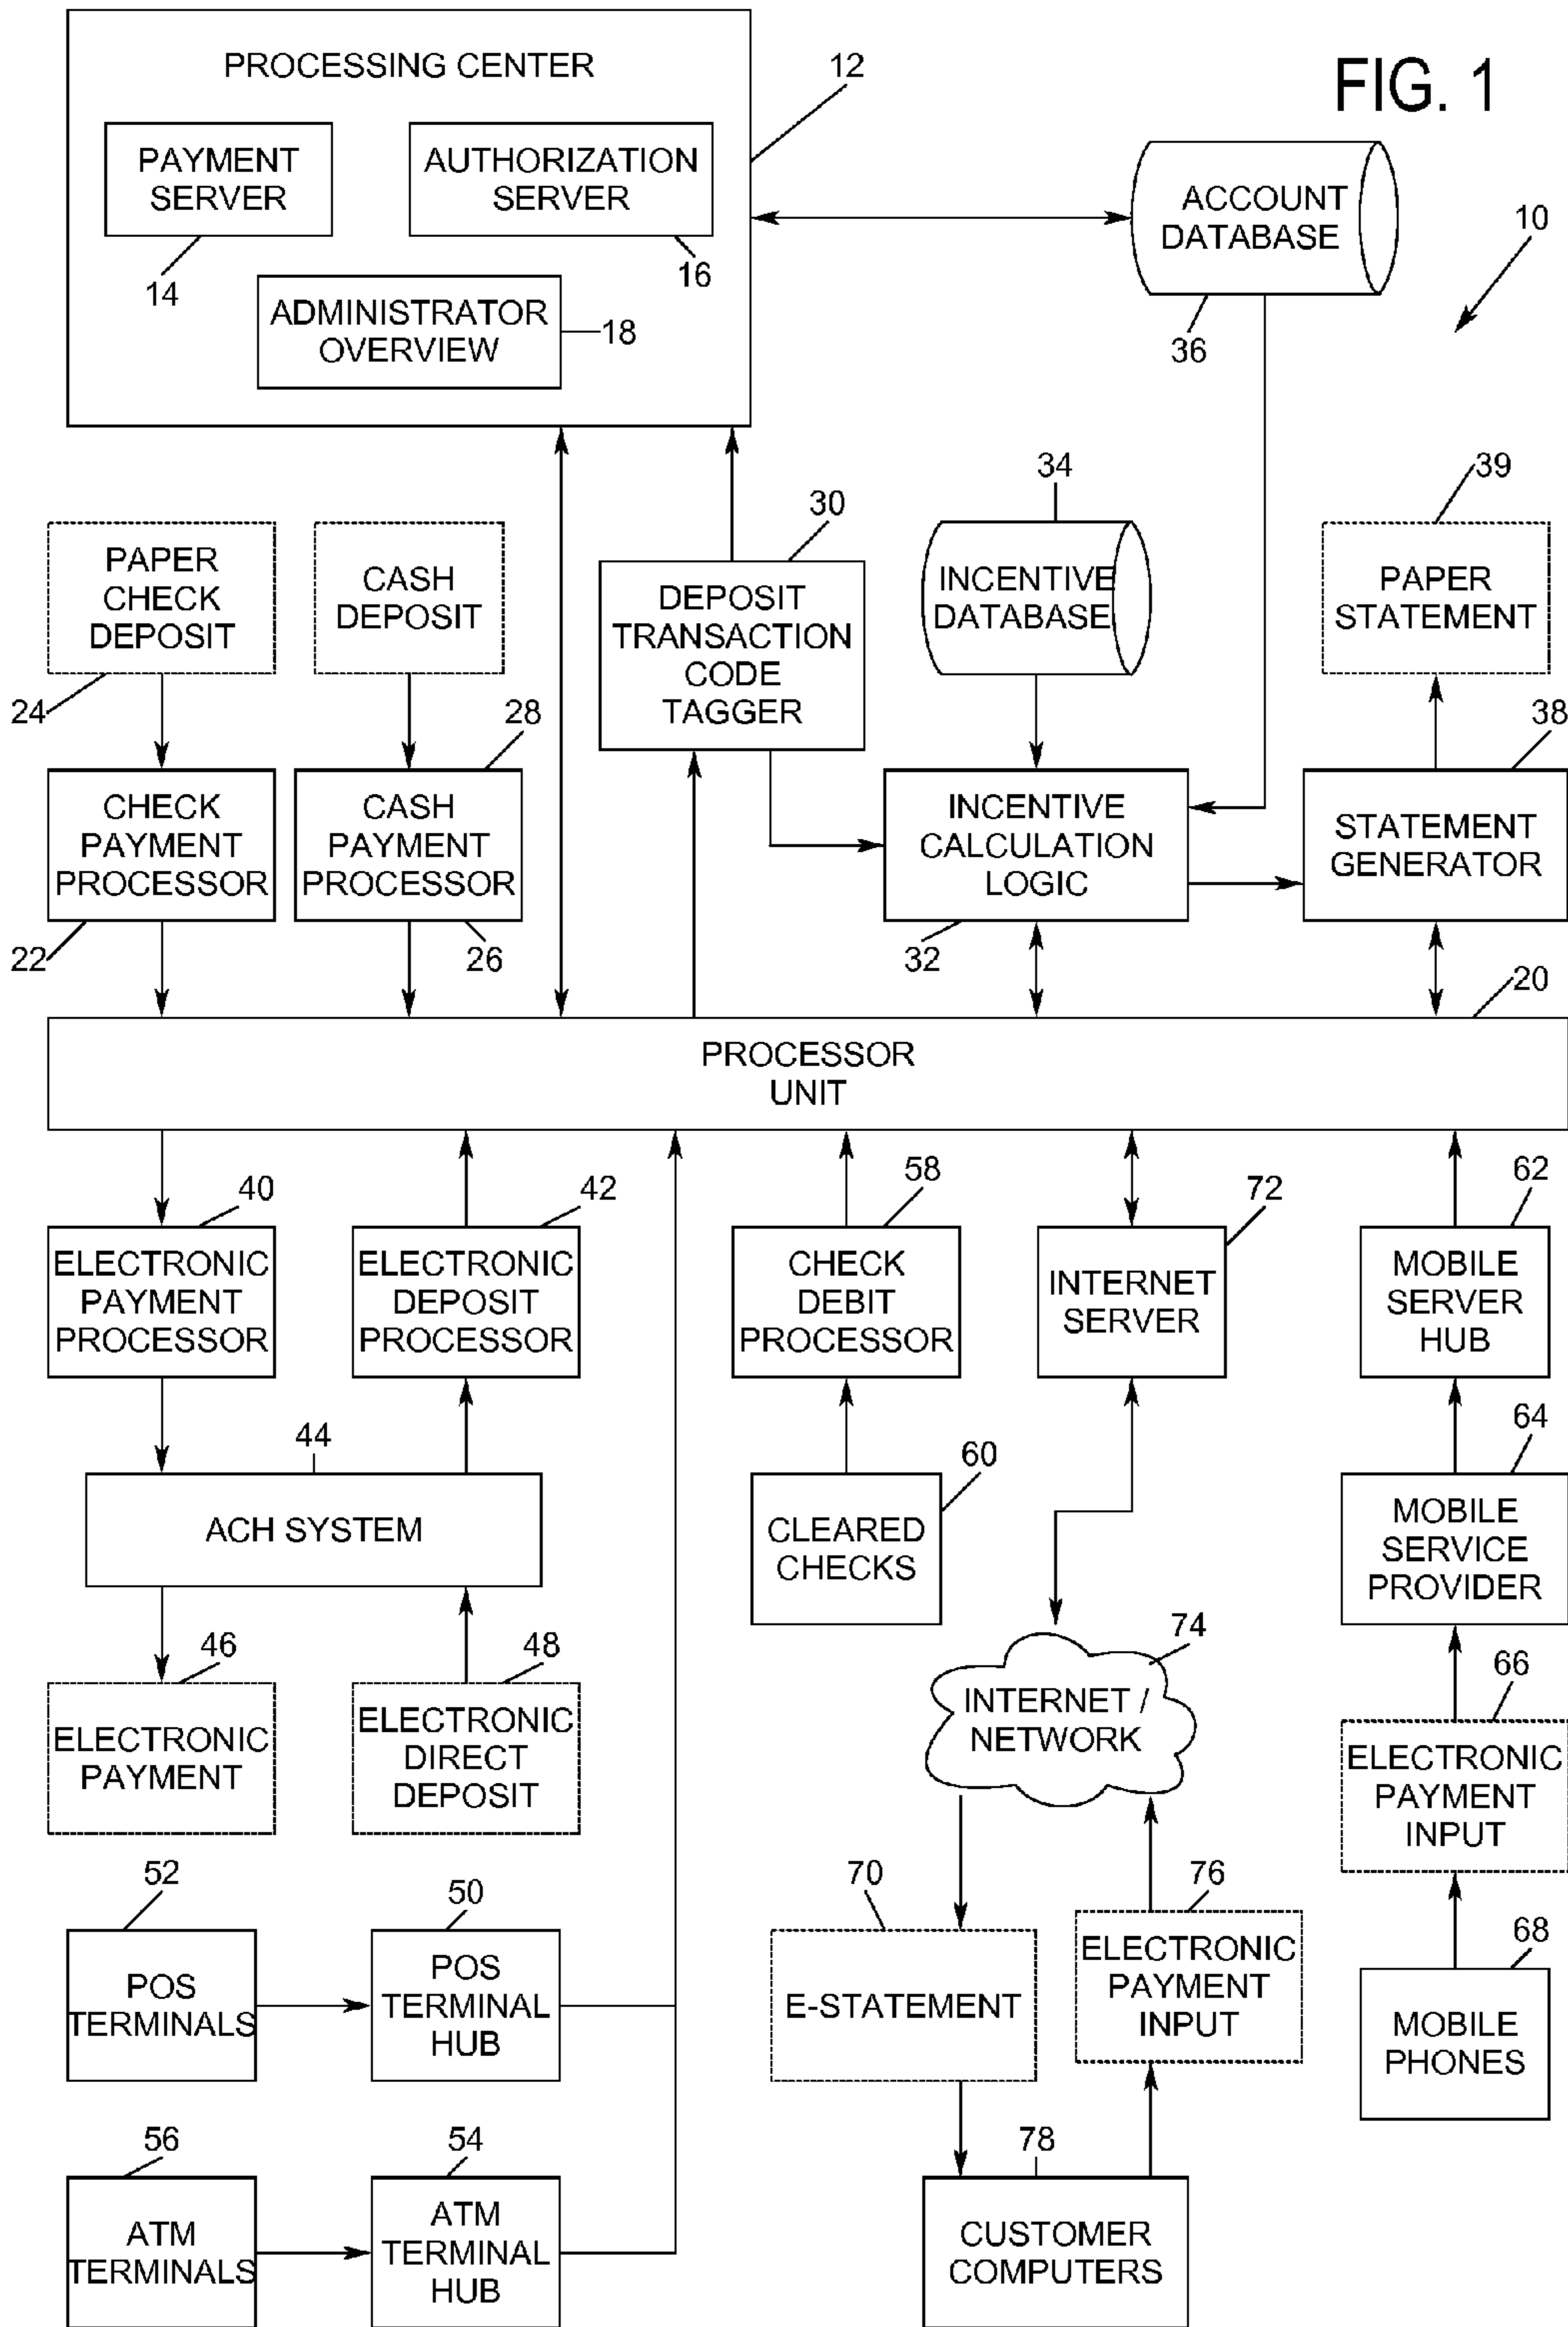 FIG. 1
PROCESSING CENTER
12
PAYMENT
SERVER
14
AUTHORIZATION
SERVER
16
ADMINISTRATOR
OVERVIEW
18
ACCOUNT
DATABASE
36
10
PAPER
CHECK
DEPOSIT
24
CASH
DEPOSIT
28
30
DEPOSIT
TRANSACTION
CODE
TAGGER
34
INCENTIVE
DATABASE
39
PAPER
STATEMENT
CHECK
PAYMENT
PROCESSOR
22
CASH
PAYMENT
PROCESSOR
26
INCENTIVE
CALCULATION
LOGIC
32
38
STATEMENT
GENERATOR
20
PROCESSOR
UNIT
40
ELECTRONIC
PAYMENT
PROCESSOR
42
ELECTRONIC
DEPOSIT
PROCESSOR
58
CHECK
DEBIT
PROCESSOR
72
INTERNET
SERVER
62
MOBILE
SERVER
HUB
44
ACH SYSTEM
60
CLEARED
CHECKS
64
MOBILE
SERVICE
PROVIDER
46
ELECTRONIC
PAYMENT
48
ELECTRONIC
DIRECT
DEPOSIT
74
INTERNET /
NETWORK
66
ELECTRONIC
PAYMENT
INPUT
52
POS
TERMINALS
50
POS
TERMINAL
HUB
70
E-STATEMENT
76
ELECTRONIC
PAYMENT
INPUT
68
MOBILE
PHONES
56
ATM
TERMINALS
54
ATM
TERMINAL
HUB
78
CUSTOMER
COMPUTERS